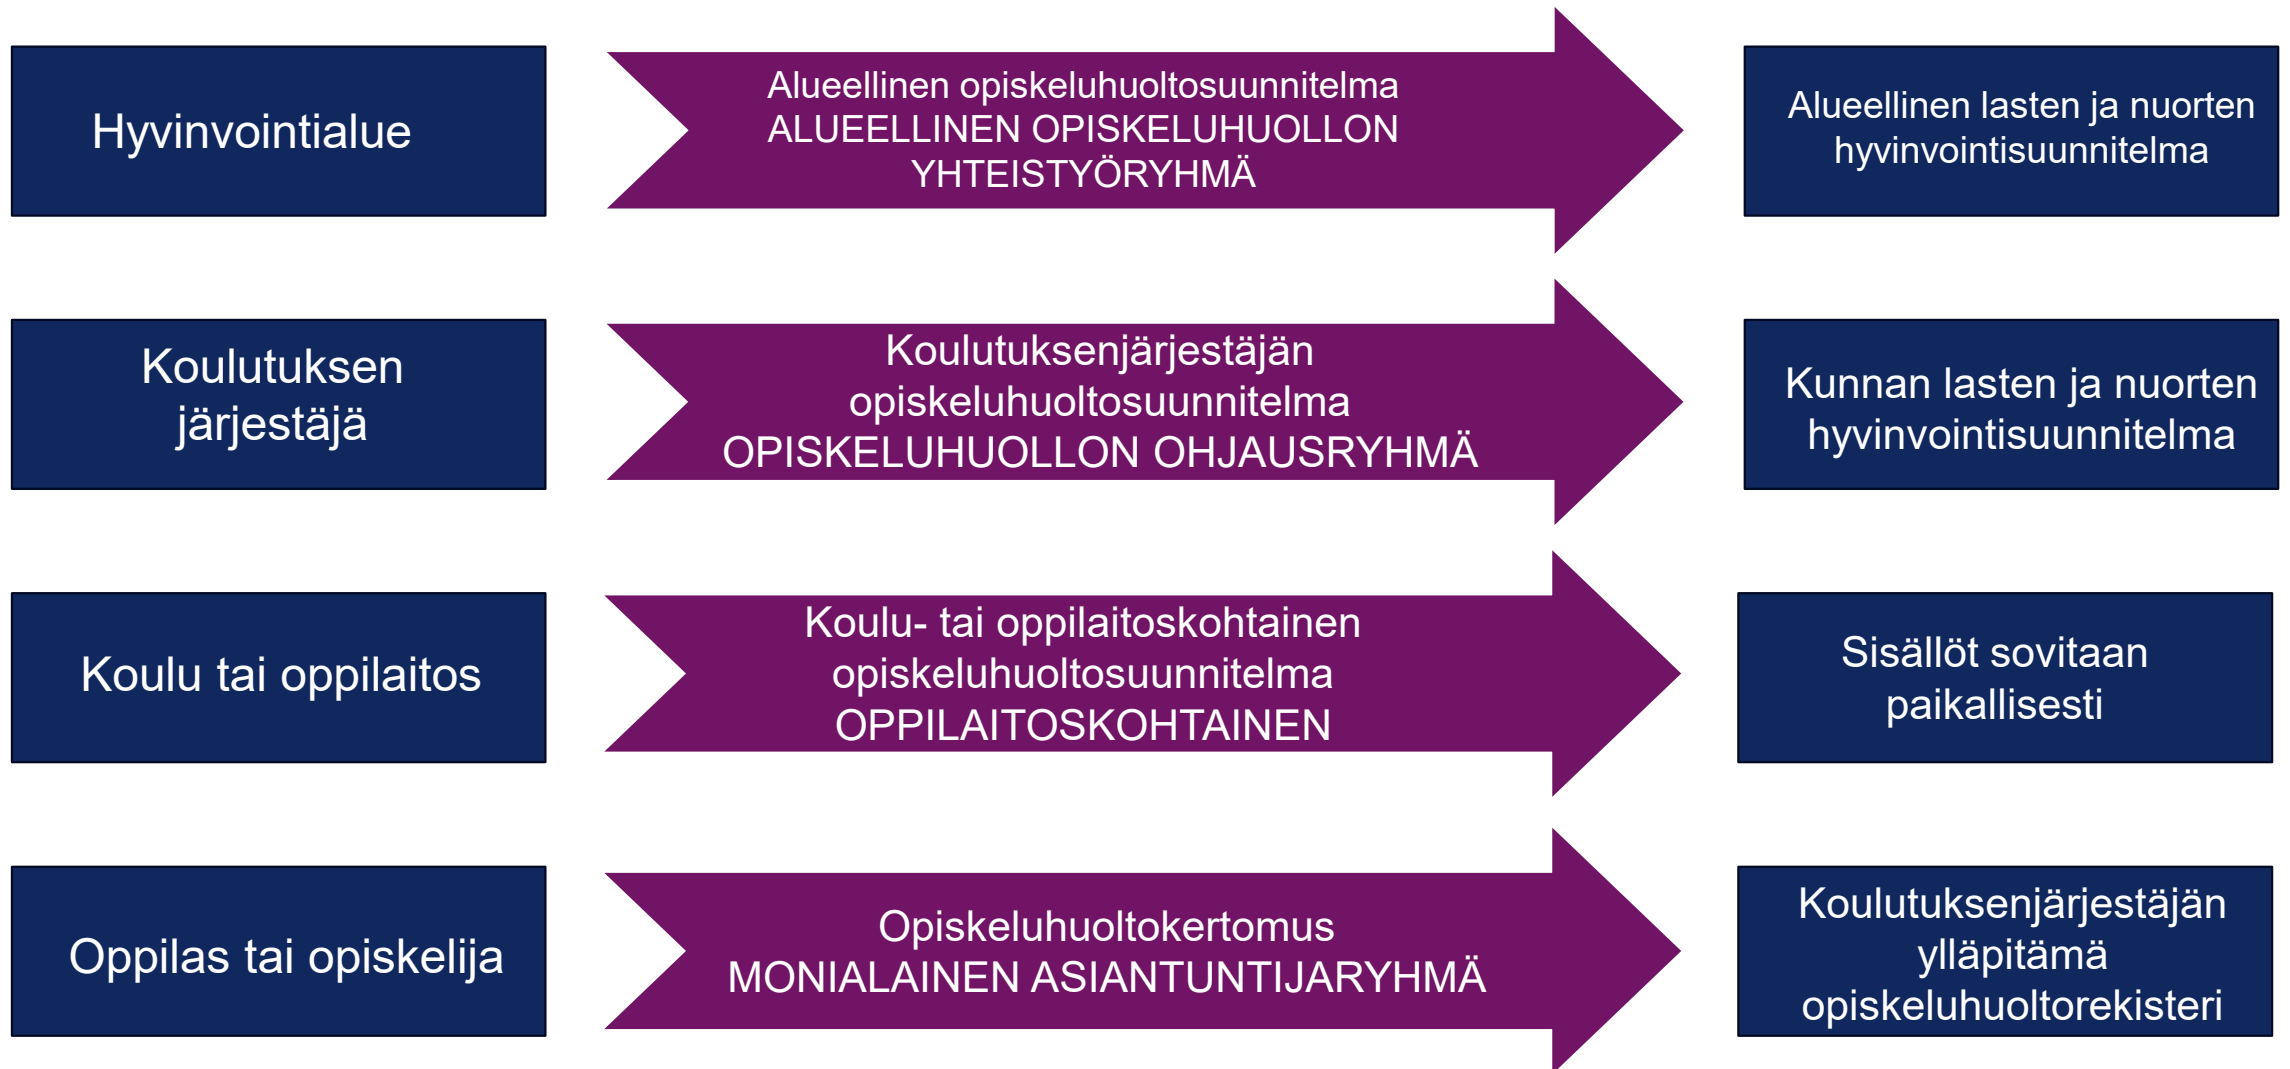 Hyvinvointialue
Alueellinen opiskeluhuoltosuunnitelma
ALUEELLINEN OPISKELUHUOLLON
YHTEISTYÖRYHMÄ
Alueellinen lasten ja nuorten
hyvinvointisuunnitelma
Koulutuksen
järjestäjä
Koulutuksenjärjestäjän
opiskeluhuoltosuunnitelma
OPISKELUHUOLLON OHJAUSRYHMÄ
Kunnan lasten ja nuorten
hyvinvointisuunnitelma
Koulu tai oppilaitos
Koulu- tai oppilaitoskohtainen
opiskeluhuoltosuunnitelma
OPPILAITOSKOHTAINEN
Sisällöt sovitaan
paikallisesti
Oppilas tai opiskelija
Opiskeluhuoltokertomus
MONIALAINEN ASIANTUNTIJARYHMÄ
Koulutuksenjärjestäjän
ylläpitämä
opiskeluhuoltorekisteri